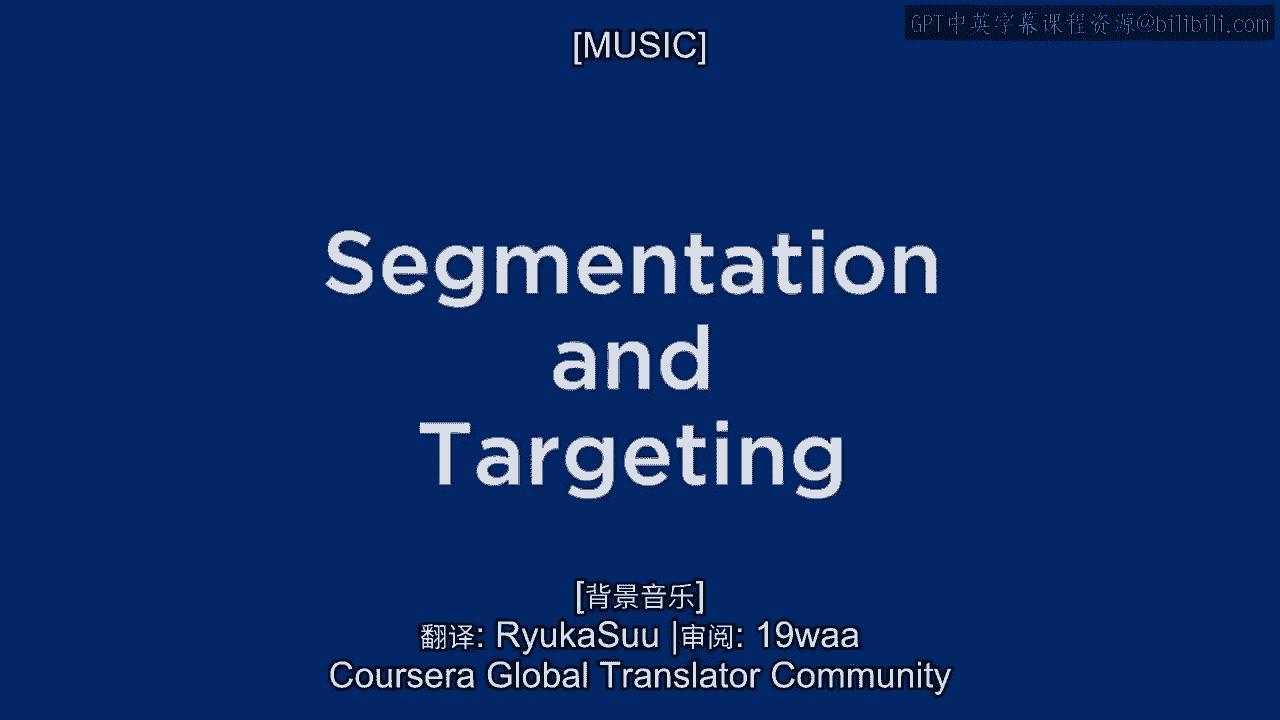 GPT中英字幕课程资源@bilibili.com
[MUSIC]
Segmentation
and
Targeting
[背景音乐]
翻译: RyukaSuu |审阅: 19waa
Coursera Global Translator Community